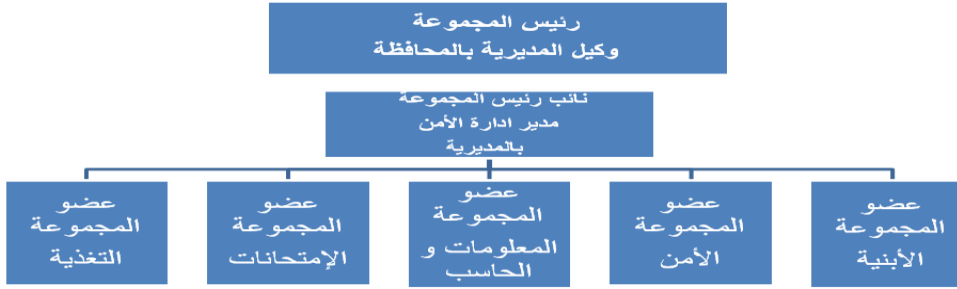 رئيس المجموعة
وكيل المديرية بالمحافظة
نائب رئيس المجموعة
مدير ادارة الأمن
بالمديرية
عضو
المجموعة
الأبنية
عضو
المجموعة
الأمن
عضو
المجموعة
المعلومات و
الحاسب
عضو
المجموعة
الإمتحانات
عضو
المجموعة
التغذية